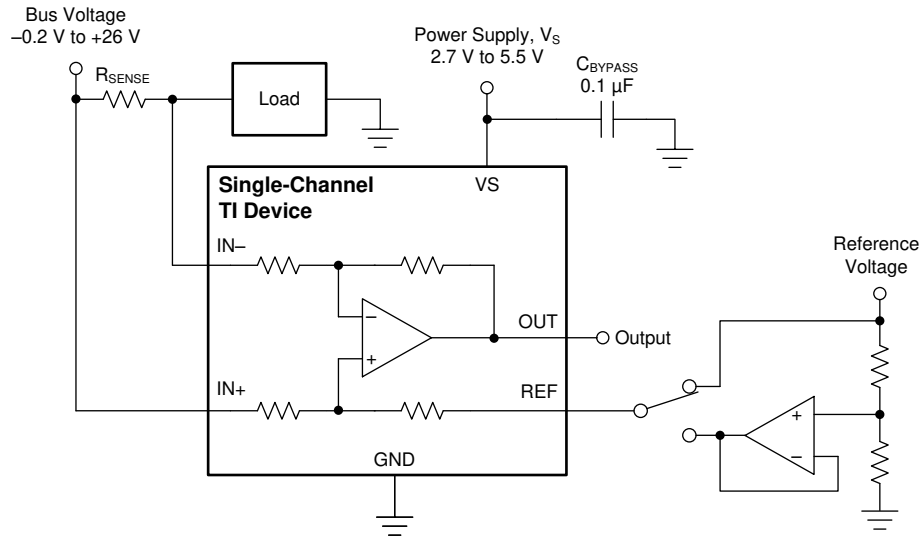 Bus Voltage
–0.2 V to +26 V
RSENSE
Load
Power Supply, VS
2.7 V to 5.5 V
CBYPASS
0.1 µF
Single-Channel
TI Device
VS
IN–
–
+
OUT
Output
IN+
REF
GND
Reference
Voltage
+
–